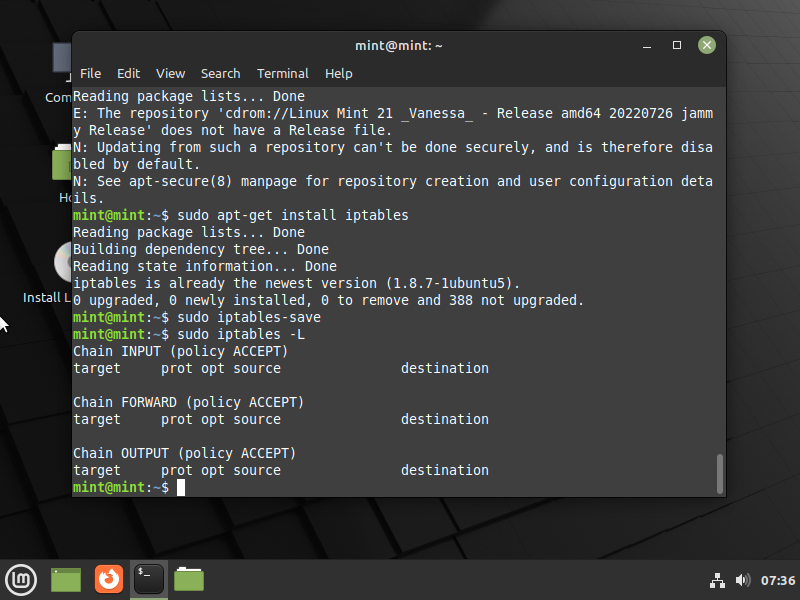 mint@mint: ~
File Edit View Search Terminal Help
Reading package lists... Done
E: The repository 'cdrom://Linux Mint 21 _Vanessa_ - Release amd64 20220726 jamm
y Release' does not have a Release file.
N: Updating from such a repository can't be done securely, and is therefore disa
bled by default.
N: See apt-secure(8) manpage for repository creation and user configuration deta
ils.
mint@mint:~$ sudo apt-get install iptables
Reading package lists... Done
Building dependency tree... Done
Reading state information... Done
iptables is already the newest version (1.8.7-1ubuntu5).
0 upgraded, 0 newly installed, 0 to remove and 388 not upgraded.
mint@mint:~$ sudo iptables-save
mint@mint:~$ sudo iptables -L
Chain INPUT (policy ACCEPT)
target     prot opt source               destination
Chain FORWARD (policy ACCEPT)
target     prot opt source               destination
Chain OUTPUT (policy ACCEPT)
target     prot opt source               destination
mint@mint:~$
Com
Ho
Install L
$_
07:36